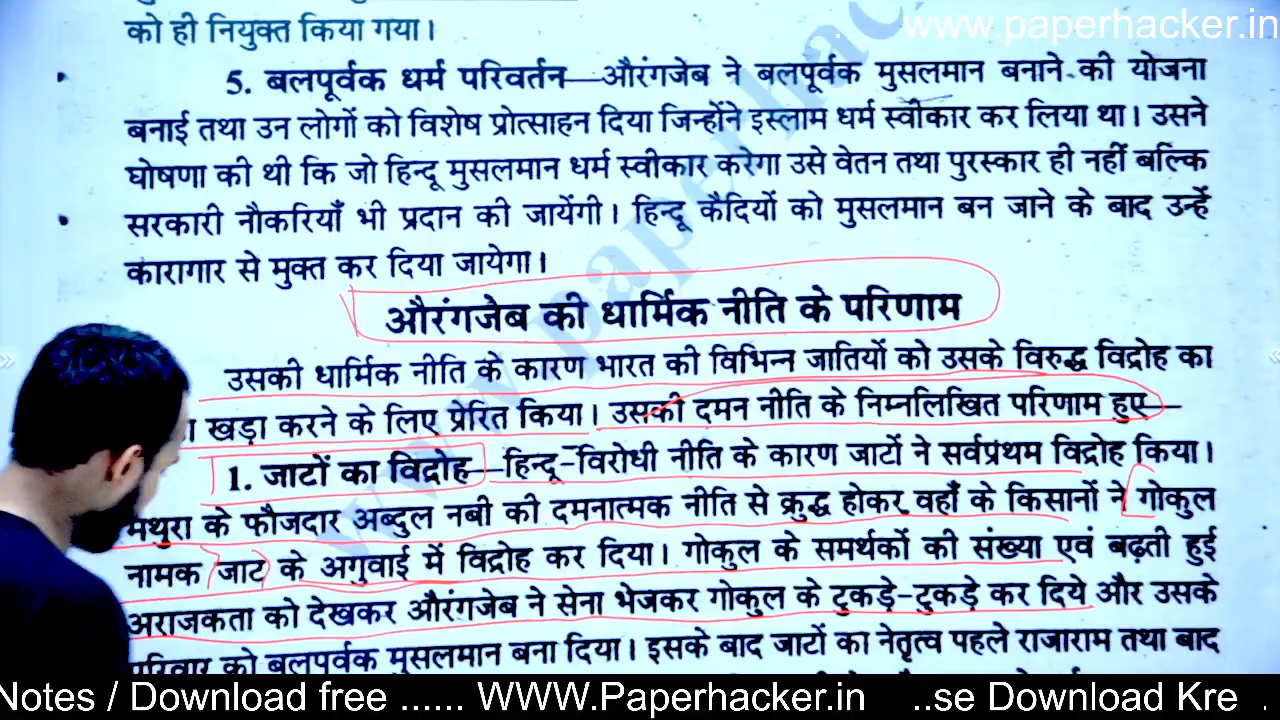 www.paperhacker.in
को ही नियुक्त किया गया।
5. बलपूर्वक धर्म परिवर्तन—औरंगजेब ने बलपूर्वक मुसलमान बनाने की योजना
बनाई तथा उन लोगों को विशेष प्रोत्साहन दिया जिन्होंने इस्लाम धर्म स्वीकार कर लिया था। उसने
घोषणा की थी कि जो हिन्दू मुसलमान धर्म स्वीकार करेगा उसे वेतन तथा पुरस्कार ही नहीं बल्कि
सरकारी नौकरियाँ भी प्रदान की जायेंगी। हिन्दू कैदियों को मुसलमान बन जाने के बाद उन्हें
कारागार से मुक्त कर दिया जायेगा।
औरंगजेब की धार्मिक नीति के परिणाम
उसकी धार्मिक नीति के कारण भारत की विभिन्न जातियों को उसके विरुद्ध विद्रोह का
खड़ा करने के लिए प्रेरित किया। उसकी दमन नीति के निम्नलिखित परिणाम हुए—
1. जाटों का विद्रोह—हिन्दू-विरोधी नीति के कारण जाटों ने सर्वप्रथम विद्रोह किया।
मथुरा के फौजदार अब्दुल नबी की दमनात्मक नीति से क्रुद्ध होकर वहाँ के किसानों ने गोकुल
नामक जाट के अगुवाई में विद्रोह कर दिया। गोकुल के समर्थकों की संख्या एवं बढ़ती हुई
अराजकता को देखकर औरंगजेब ने सेना भेजकर गोकुल के टुकड़े-टुकड़े कर दिये और उसके
परिवार को बलपूर्वक मुसलमान बना दिया। इसके बाद जाटों का नेतृत्व पहले राजाराम तथा बाद
Notes / Download free ...... WWW.Paperhacker.in ..se Download Kre .